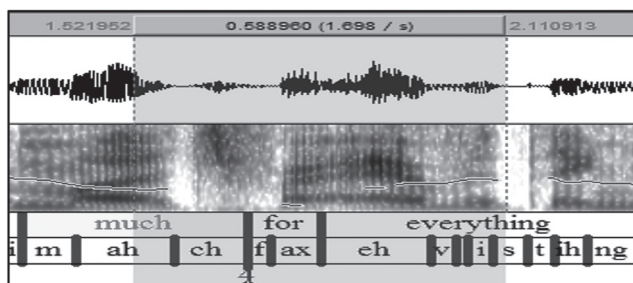 1.521952 0.588960 (1.698 / s) 2.110913
much for everything
i m ah ch f ax eh v i s t ih ng
4